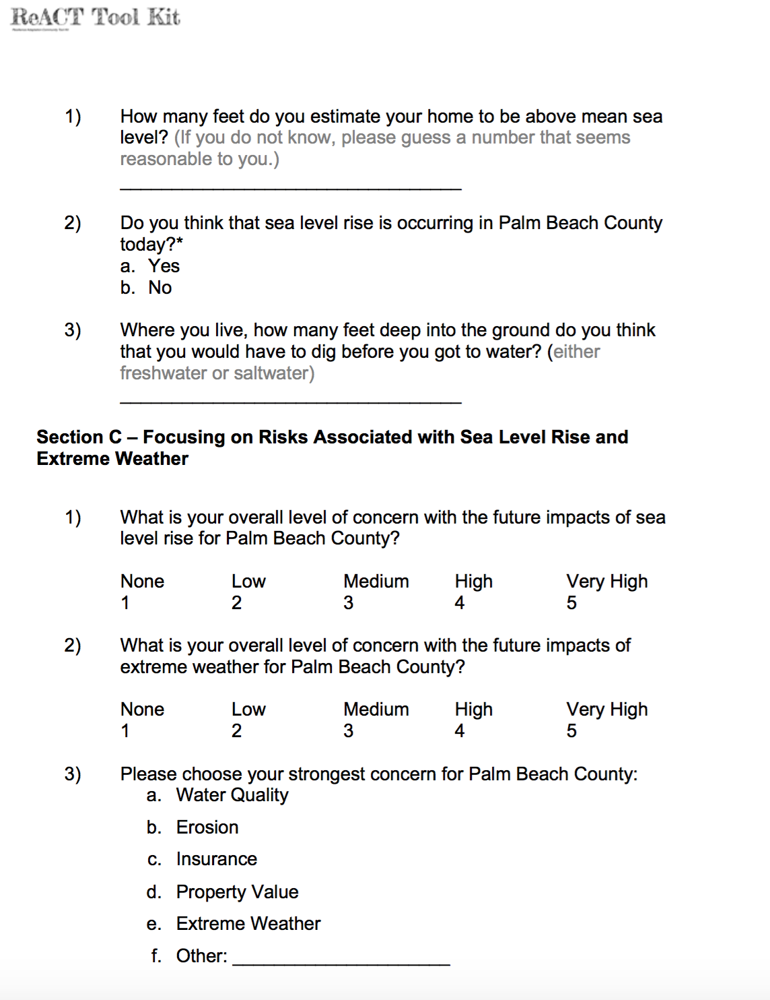 ReACT Tool Kit
1) How many feet do you estimate your home to be above mean sea
level? (If you do not know, please guess a number that seems
reasonable to you.)
2) Do you think that sea level rise is occurring in Palm Beach County
today?*
a. Yes
b. No
3) Where you live, how many feet deep into the ground do you think
that you would have to dig before you got to water? (either
freshwater or saltwater)
Section C – Focusing on Risks Associated with Sea Level Rise and
Extreme Weather
1) What is your overall level of concern with the future impacts of sea
level rise for Palm Beach County?
None Low Medium High Very High
1 2 3 4 5
2) What is your overall level of concern with the future impacts of
extreme weather for Palm Beach County?
None Low Medium High Very High
1 2 3 4 5
3) Please choose your strongest concern for Palm Beach County:
a. Water Quality
b. Erosion
c. Insurance
d. Property Value
e. Extreme Weather
f. Other: